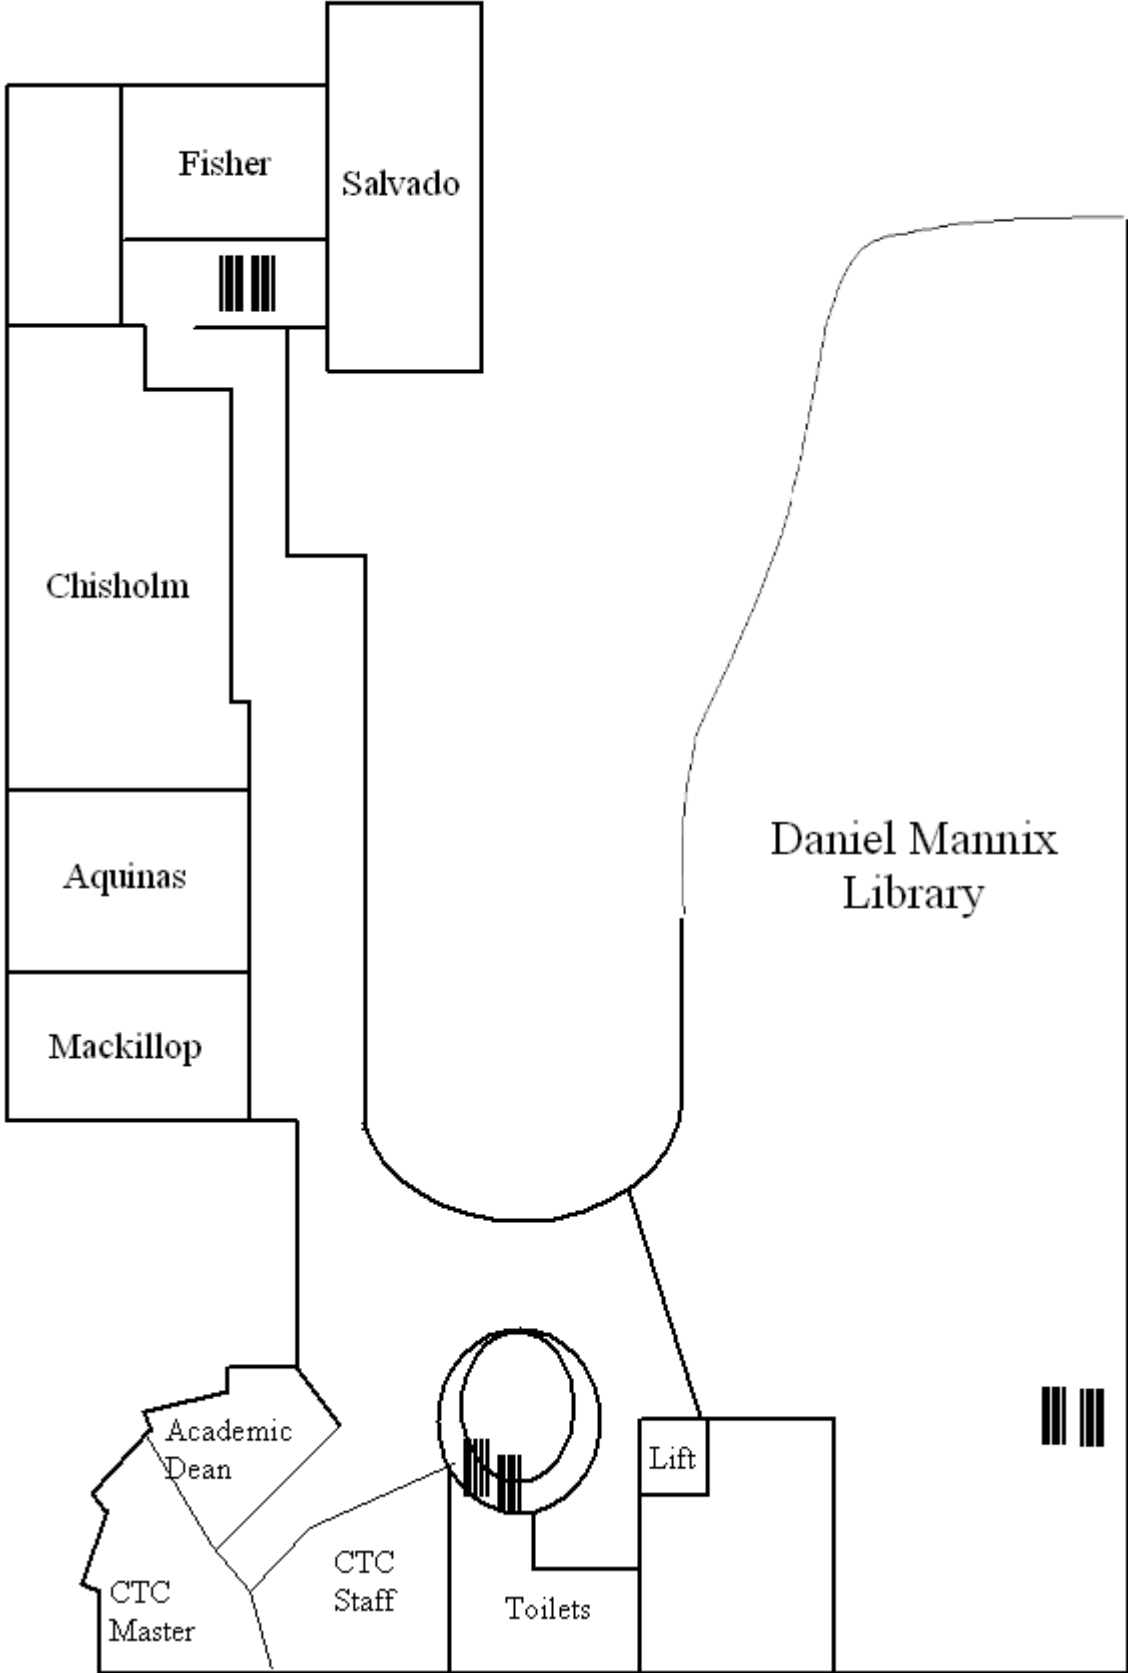 Fisher
Salvado
Chisholm
Aquinas
Daniel Mannix
Library
Mackillop
Academic
Dean
Lift
CTC
Staff
CTC
Master
Toilets